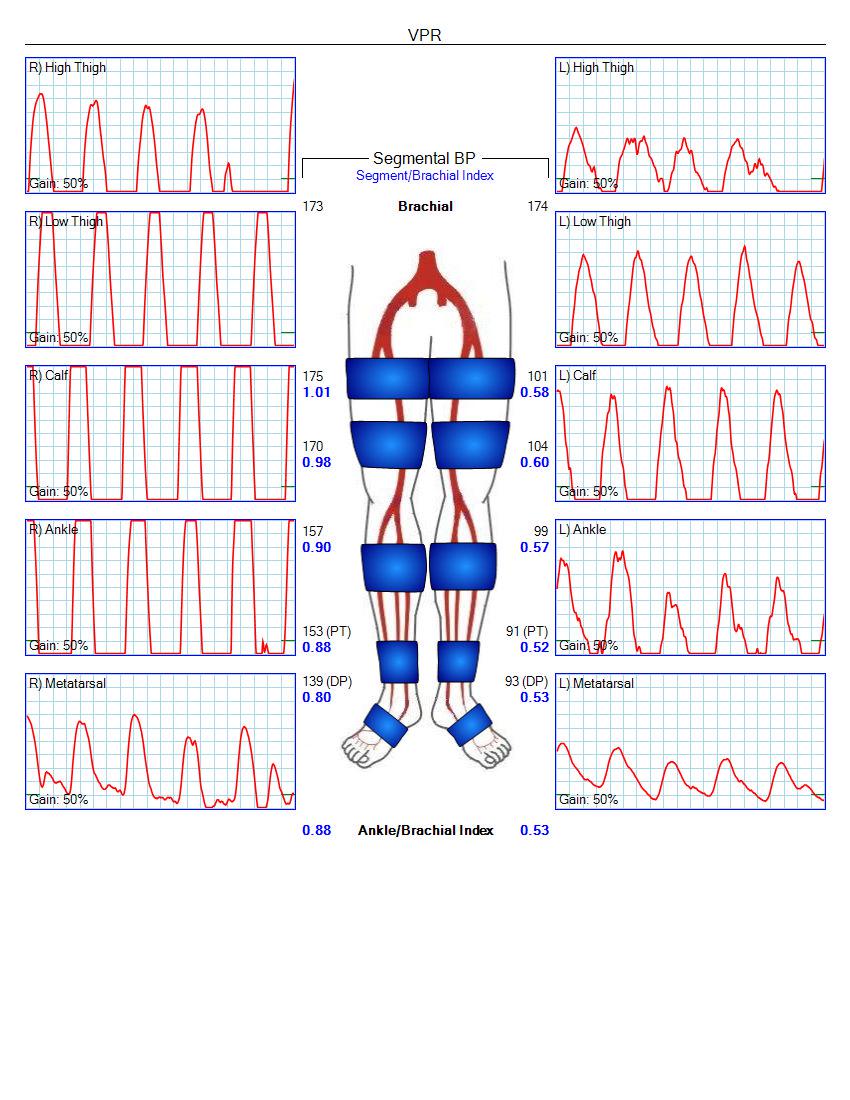 VPR
R) High Thigh
Gain: 50%
L) High Thigh
Gain: 50%
Segmental BP
Segment/Brachial Index
173 Brachial 174
R) Low Thigh
Gain: 50%
L) Low Thigh
Gain: 50%
R) Calf
Gain: 50%
175
1.01
170
0.98
101
0.58
104
0.60
L) Calf
Gain: 50%
R) Ankle
Gain: 50%
157
0.90
153 (PT)
0.88
99
0.57
91 (PT)
0.52
L) Ankle
Gain: 50%
R) Metatarsal
Gain: 50%
139 (DP)
0.80
93 (DP)
0.53
L) Metatarsal
Gain: 50%
0.88 Ankle/Brachial Index 0.53